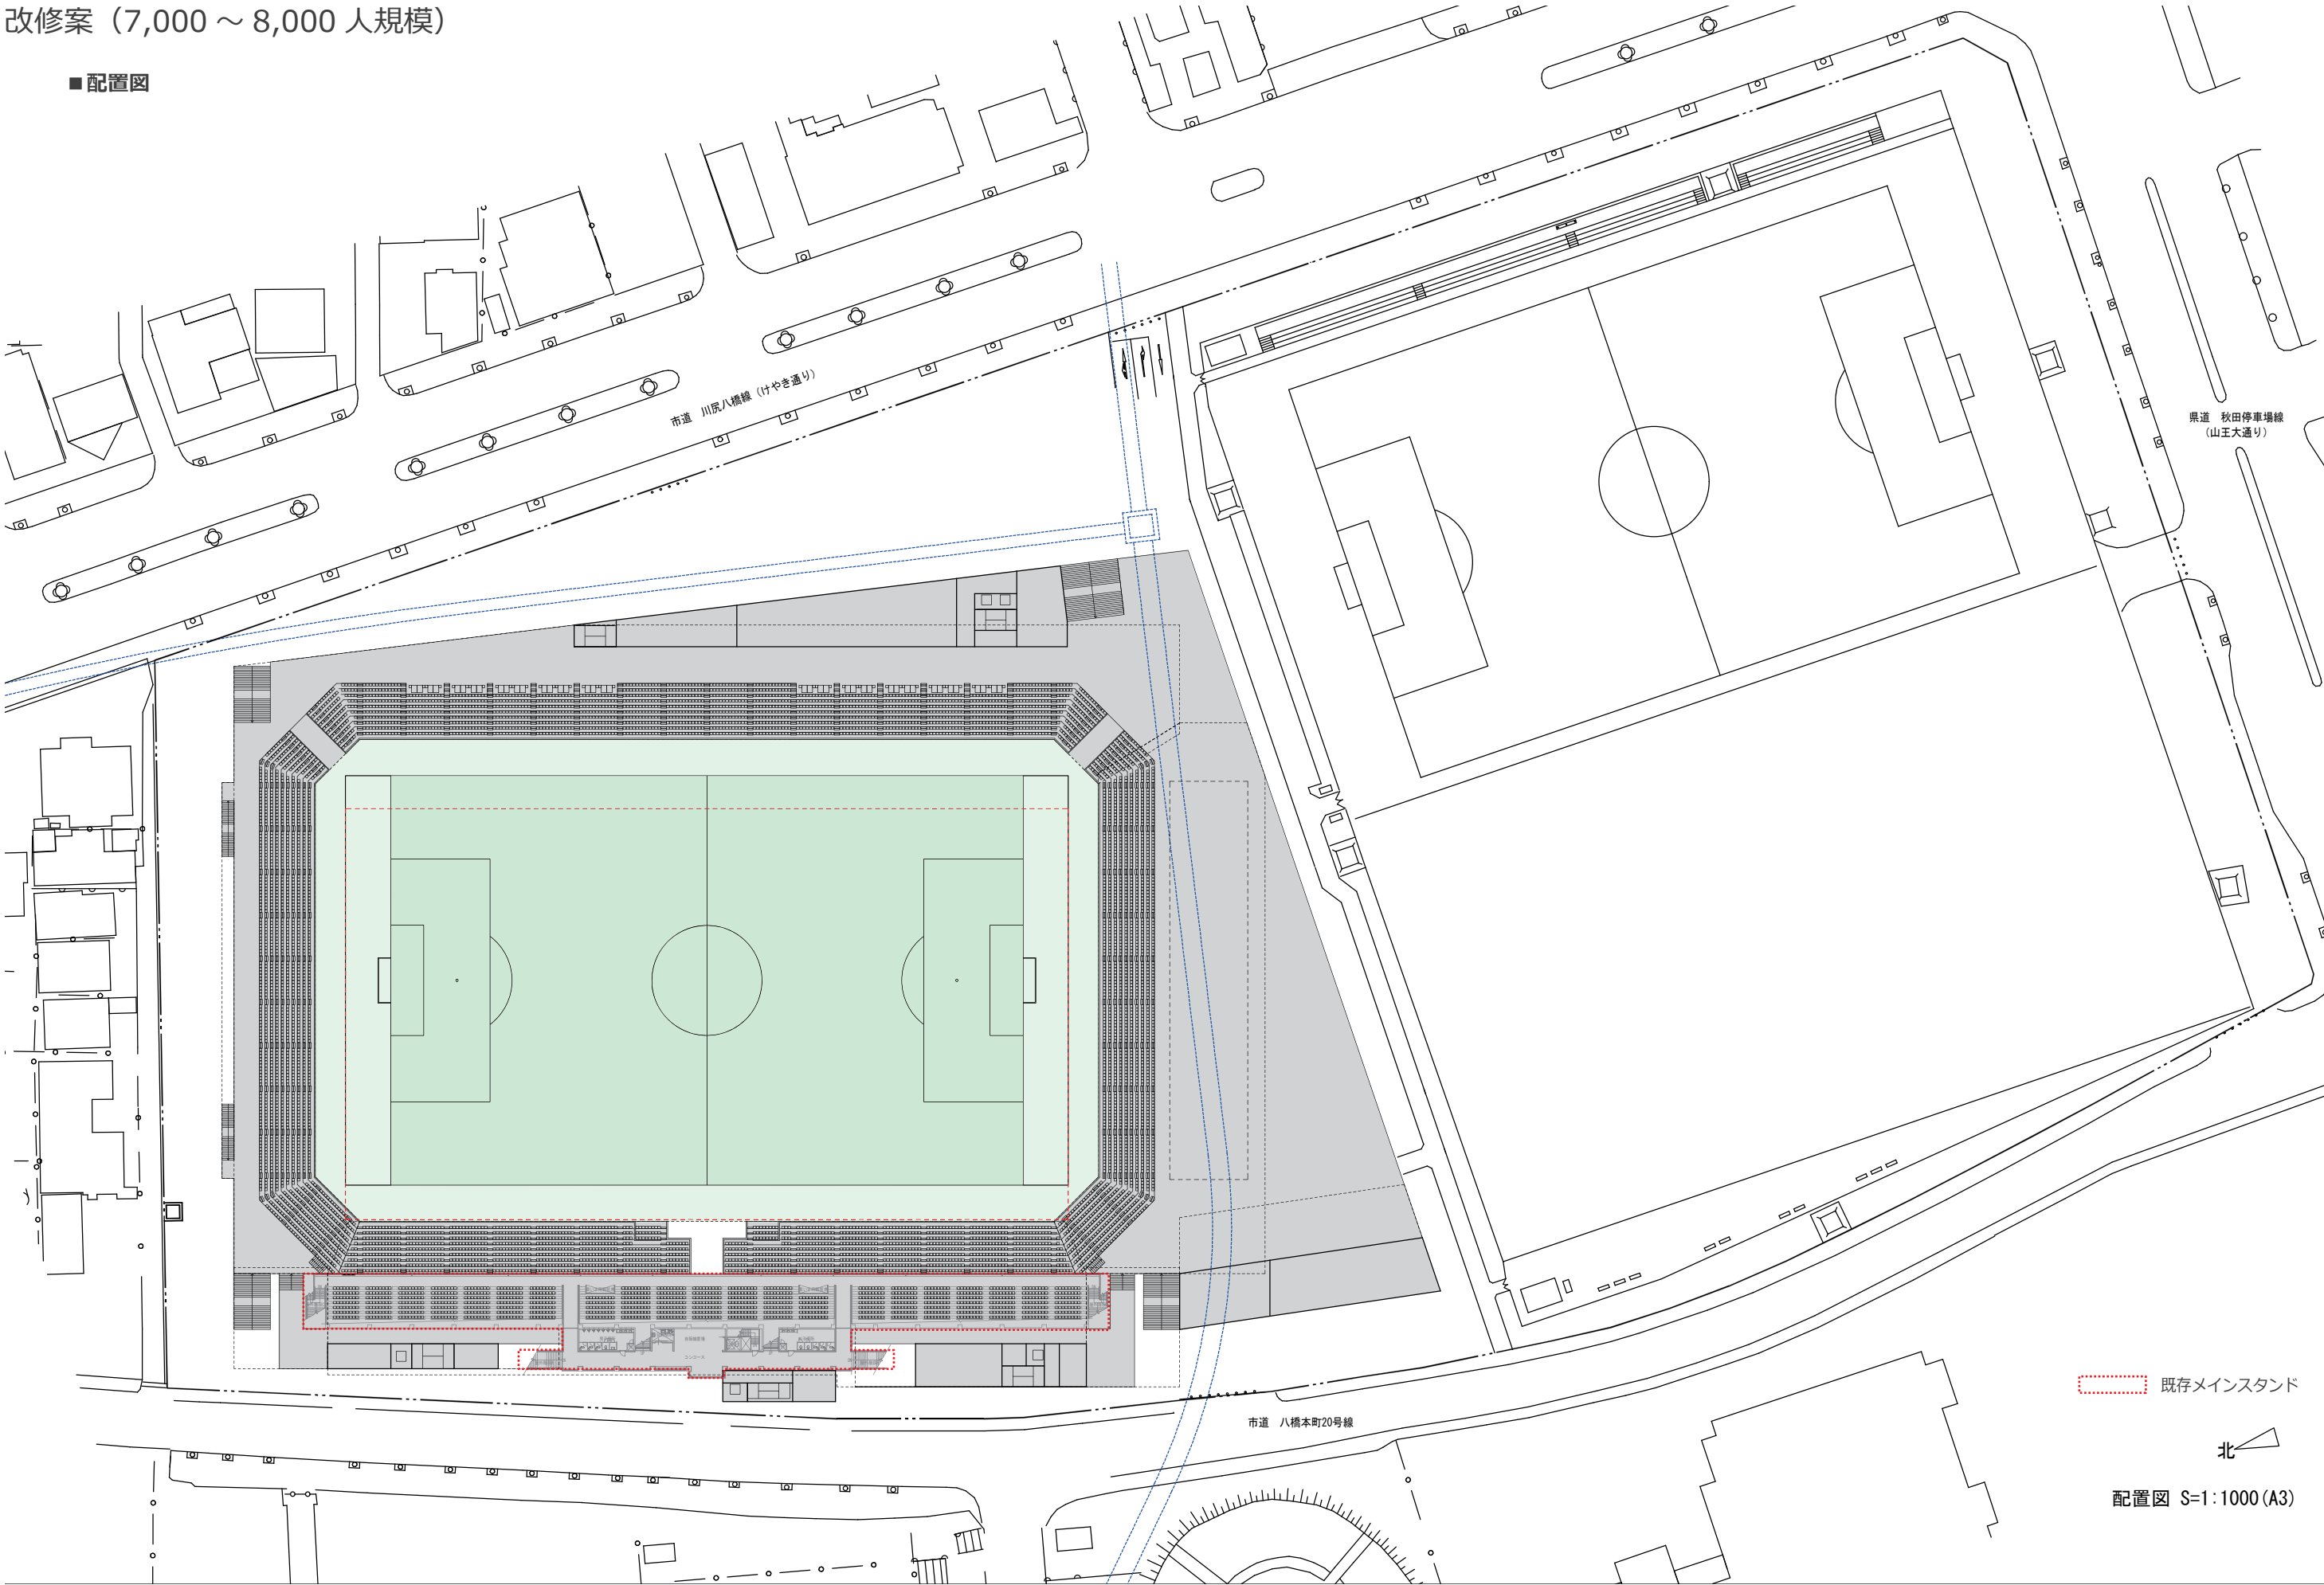 改修案（7,000 ～ 8,000 人規模）
■配置図
市道　川尻八橋線（けやき通り）
県道　秋田停車場線
（山王大通り）
市道　八橋本町20号線
既存メインスタンド
北
配置図 S=1:1000(A3)